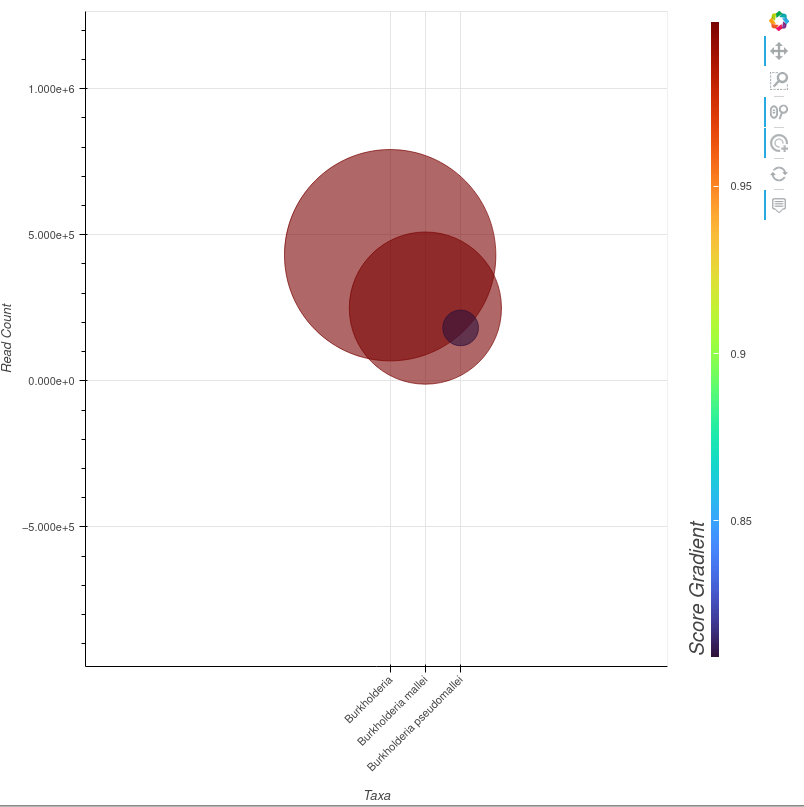 1.000e+6
5.000e+5
0.000e+0
−5.000e+5
Read Count
Burkholderia
Burkholderia mallei
Burkholderia pseudomallei
Taxa
0.95
0.9
0.85
Score Gradient